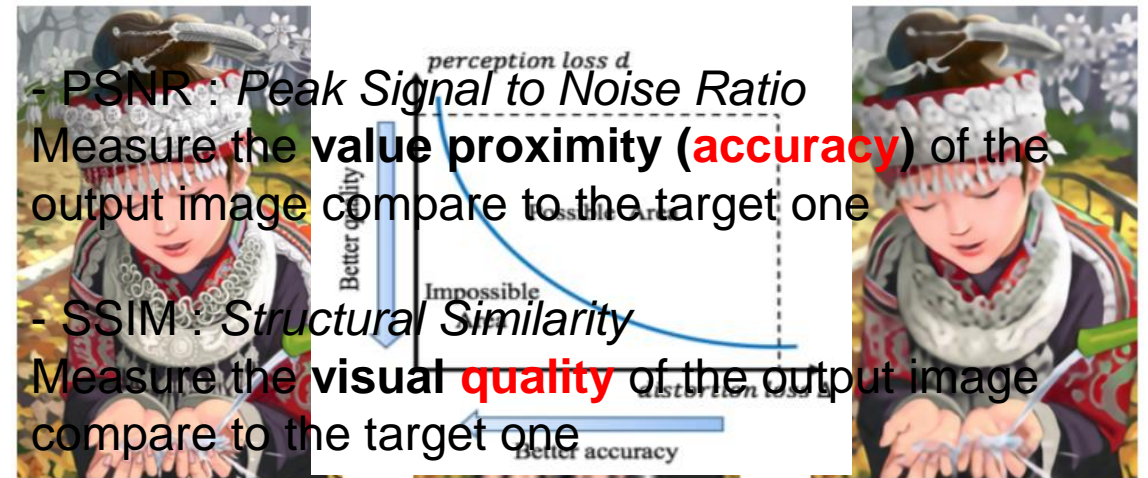 perception loss d
- PSNR : Peak Signal to Noise Ratio
Measure the value proximity (accuracy) of the
output image compare to the target one
Better quality
Possible Area
Impossible
Area
- SSIM : Structural Similarity
Measure the visual quality of the output image
compare to the target one
distortion loss
Better accuracy